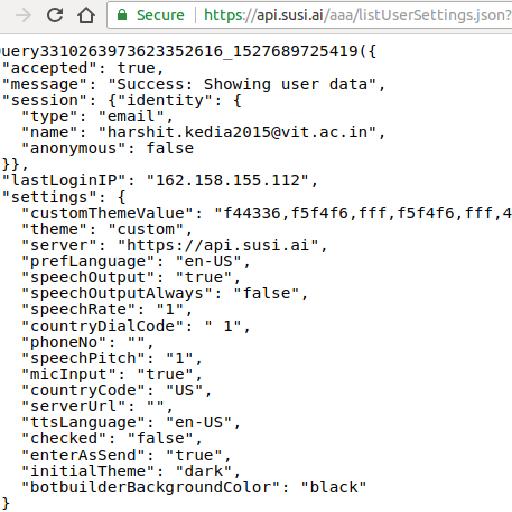 Secure https://api.susi.ai/aaa/listUserSettings.json?
uery3310263973623352616_1527689725419({
"accepted": true,
"message": "Success: Showing user data",
"session": {"identity": {
"type": "email",
"name": "harshit.kedia2015@vit.ac.in",
"anonymous": false
}},
"lastLoginIP": "162.158.155.112",
"settings": {
"customThemeValue": "f44336,f5f4f6,fff,f5f4f6,fff,4
"theme": "custom",
"server": "https://api.susi.ai",
"prefLanguage": "en-US",
"speechOutput": "true",
"speechOutputAlways": "false",
"speechRate": "1",
"countryDialCode": " 1",
"phoneNo": "",
"speechPitch": "1",
"micInput": "true",
"countryCode": "US",
"serverUrl": "",
"ttsLanguage": "en-US",
"checked": "false",
"enterAsSend": "true",
"initialTheme": "dark",
"botbuilderBackgroundColor": "black"
}